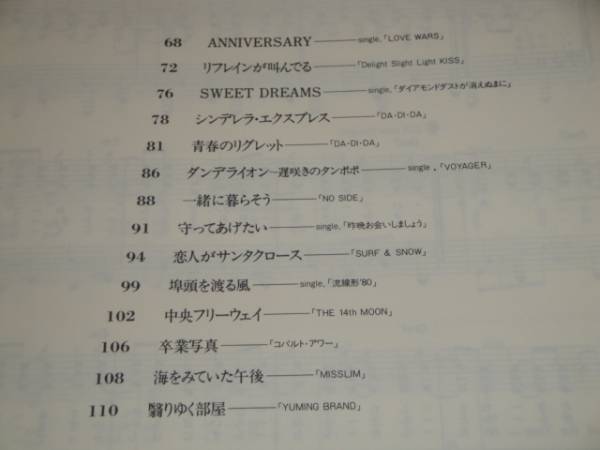 68 ANNIVERSARY──single,「LOVE WARS」
72 リフレインが叫んでる──「Delight Slight Light KISS」
76 SWEET DREAMS──single,「ダイアモンドダストが消えぬまに」
78 シンデレラ・エクスプレス──「DA・DI・DA」
81 青春のリグレット──「DA・DI・DA」
86 ダンデライオン─遅咲きのタンポポ──single,「VOYAGER」
88 一緒に暮らそう──「NO SIDE」
91 守ってあげたい──single,「昨晩お会いしましょう」
94 恋人がサンタクロース──「SURF & SNOW」
99 埠頭を渡る風──single,「流線形'80」
102 中央フリーウェイ──「THE 14th MOON」
106 卒業写真──「コバルト・アワー」
108 海をみていた午後──「MISSLIM」
110 翳りゆく部屋──「YUMING BRAND」